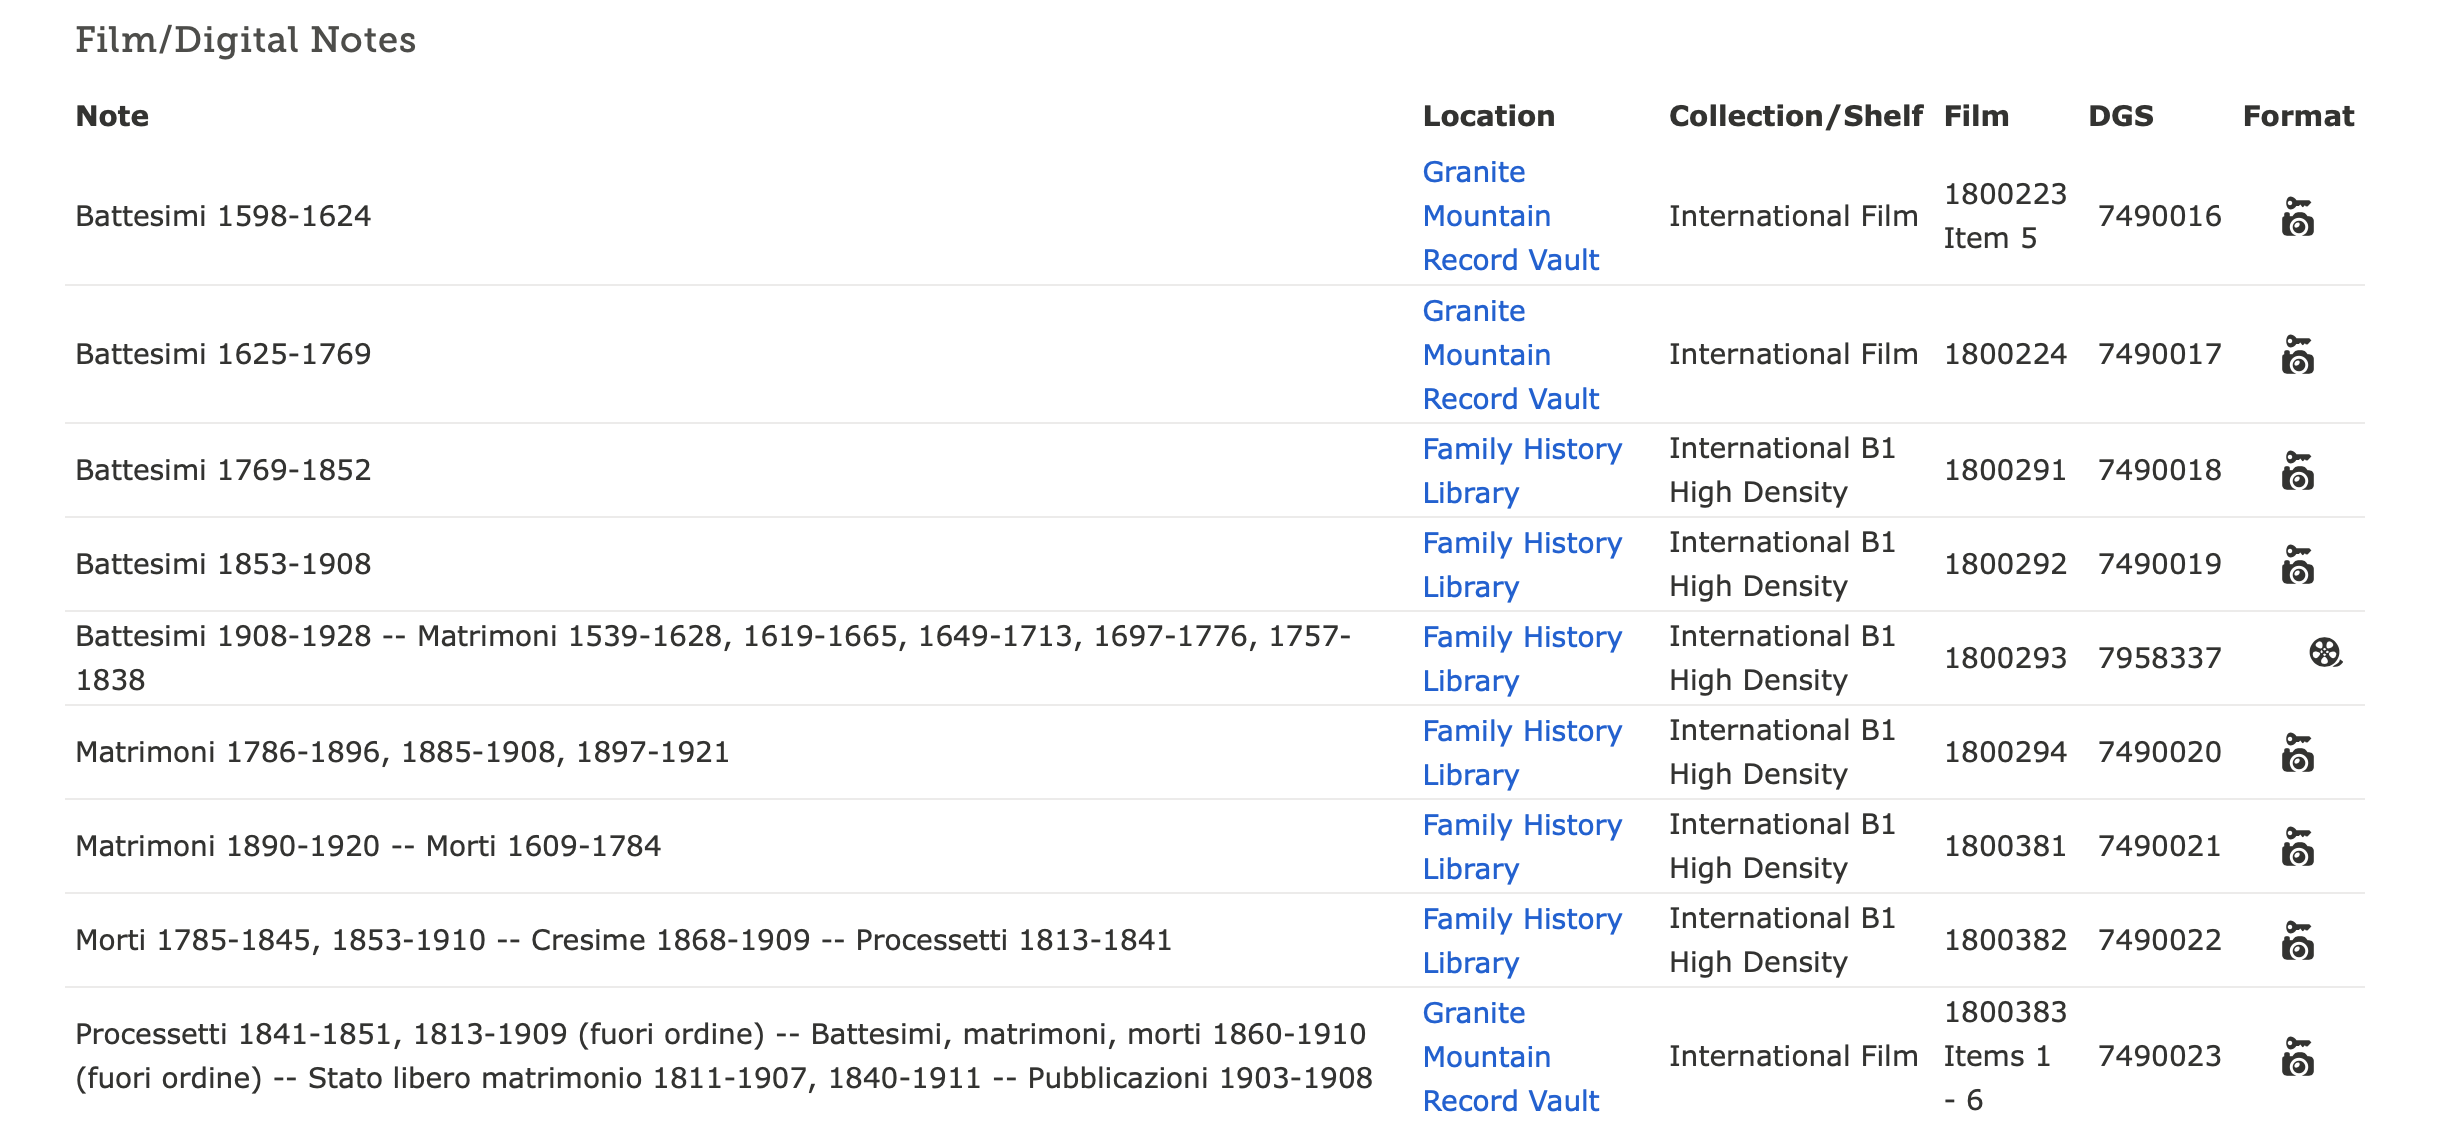 Film/Digital Notes
Note Location Collection/Shelf Film DGS Format
Battesimi 1598-1624 Granite Mountain Record Vault International Film 1800223 Item 5 7490016
Battesimi 1625-1769 Granite Mountain Record Vault International Film 1800224 7490017
Battesimi 1769-1852 Family History Library International B1 High Density 1800291 7490018
Battesimi 1853-1908 Family History Library International B1 High Density 1800292 7490019
Battesimi 1908-1928 -- Matrimoni 1539-1628, 1619-1665, 1649-1713, 1697-1776, 1757-1838 Family History Library International B1 High Density 1800293 7958337
Matrimoni 1786-1896, 1885-1908, 1897-1921 Family History Library International B1 High Density 1800294 7490020
Matrimoni 1890-1920 -- Morti 1609-1784 Family History Library International B1 High Density 1800381 7490021
Morti 1785-1845, 1853-1910 -- Cresime 1868-1909 -- Processetti 1813-1841 Family History Library International B1 High Density 1800382 7490022
Processetti 1841-1851, 1813-1909 (fuori ordine) -- Battesimi, matrimoni, morti 1860-1910 (fuori ordine) -- Stato libero matrimonio 1811-1907, 1840-1911 -- Pubblicazioni 1903-1908 Granite Mountain Record Vault International Film 1800383 Items 1 - 6 7490023